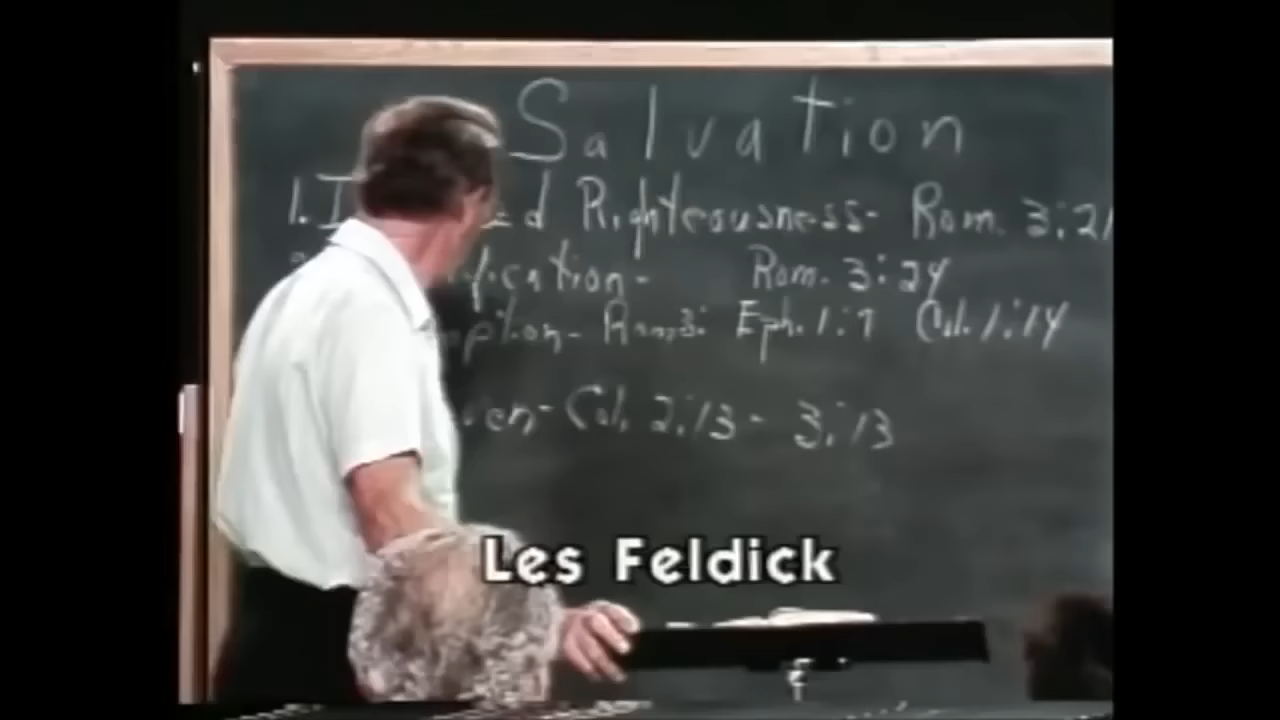 Salvation
1. I d Righteousness- Rom. 3:21
fication- Rom. 3:24
mption- Rom 3: Eph. 1:7 Col. 1:14
ven- Col. 2:13 - 3:13
Les Feldick